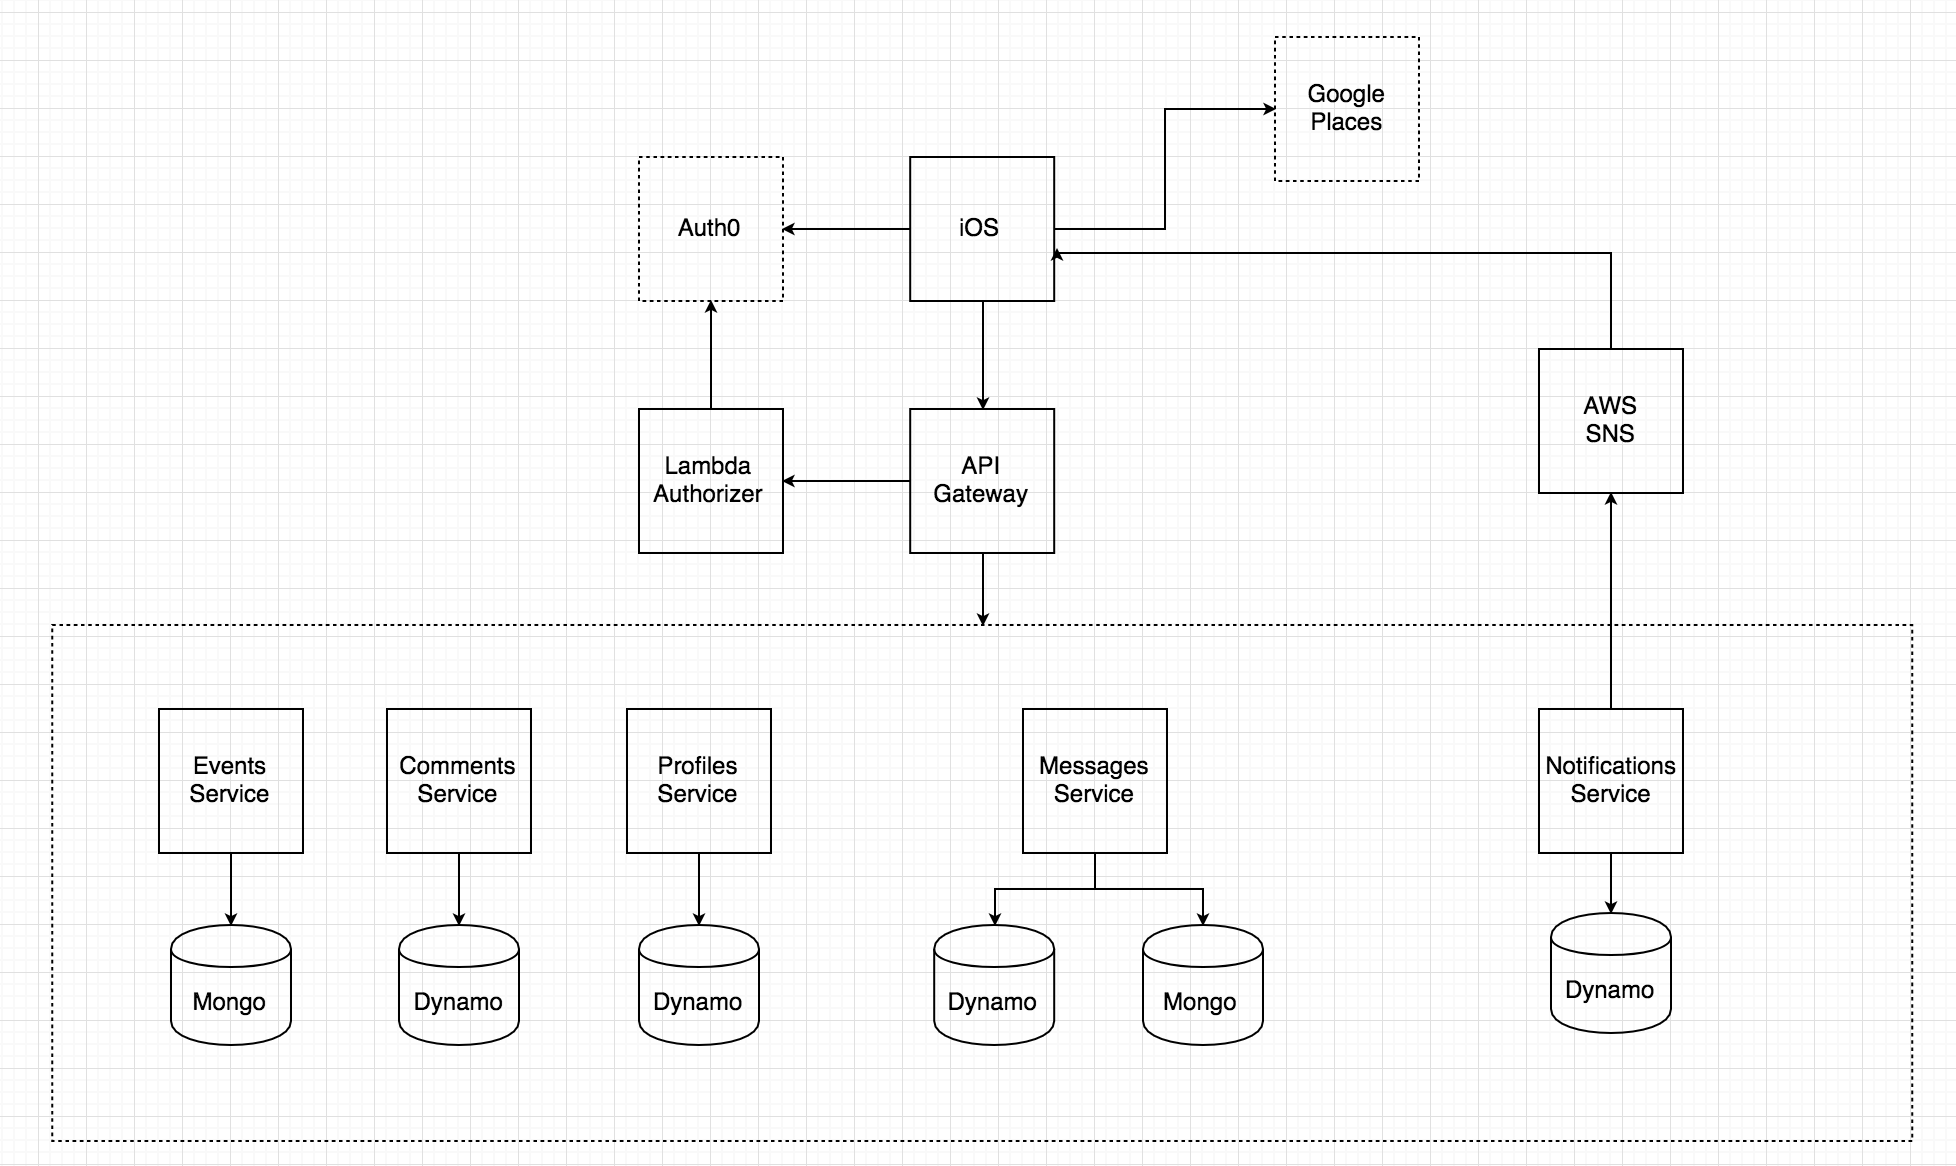 Google
Places
Auth0
iOS
AWS
SNS
Lambda
Authorizer
API
Gateway
Events
Service
Comments
Service
Profiles
Service
Messages
Service
Notifications
Service
Mongo
Dynamo
Dynamo
Dynamo
Mongo
Dynamo